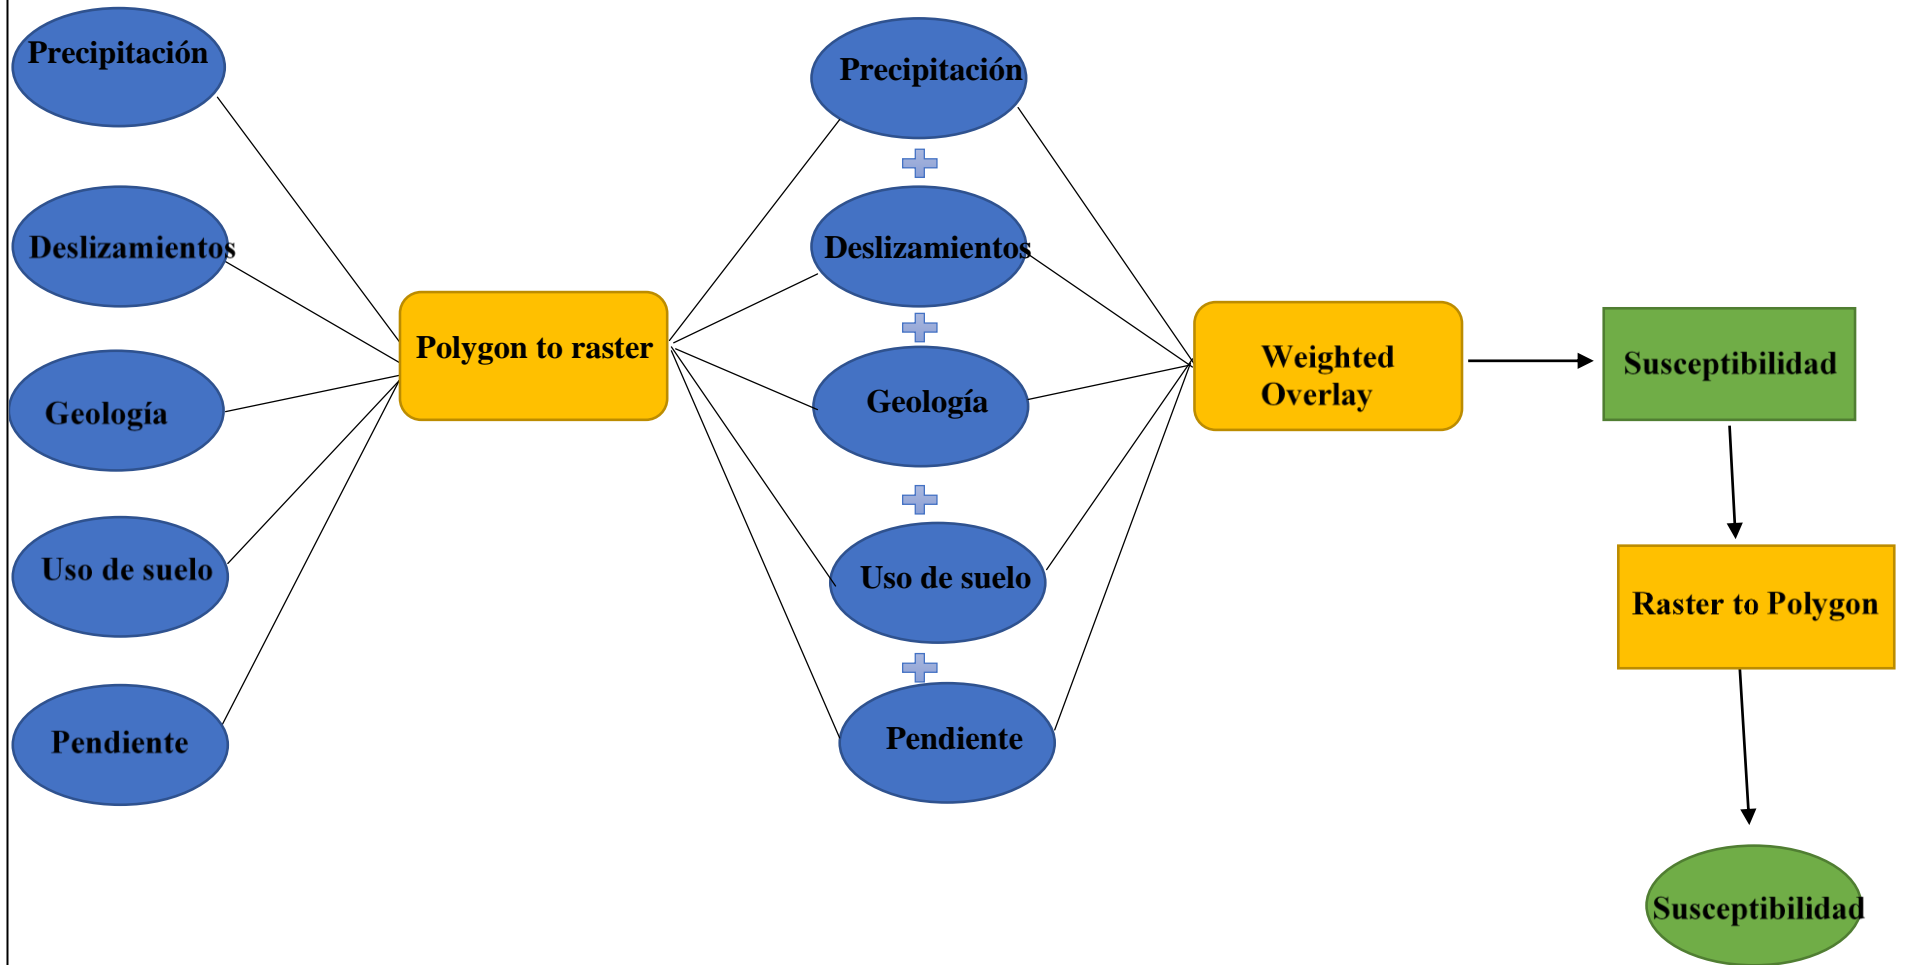 Precipitación
Deslizamientos
Geología
Uso de suelo
Pendiente
Polygon to raster
Precipitación
Deslizamientos
Geología
Uso de suelo
Pendiente
Weighted
Overlay
Susceptibilidad
Raster to Polygon
Susceptibilidad